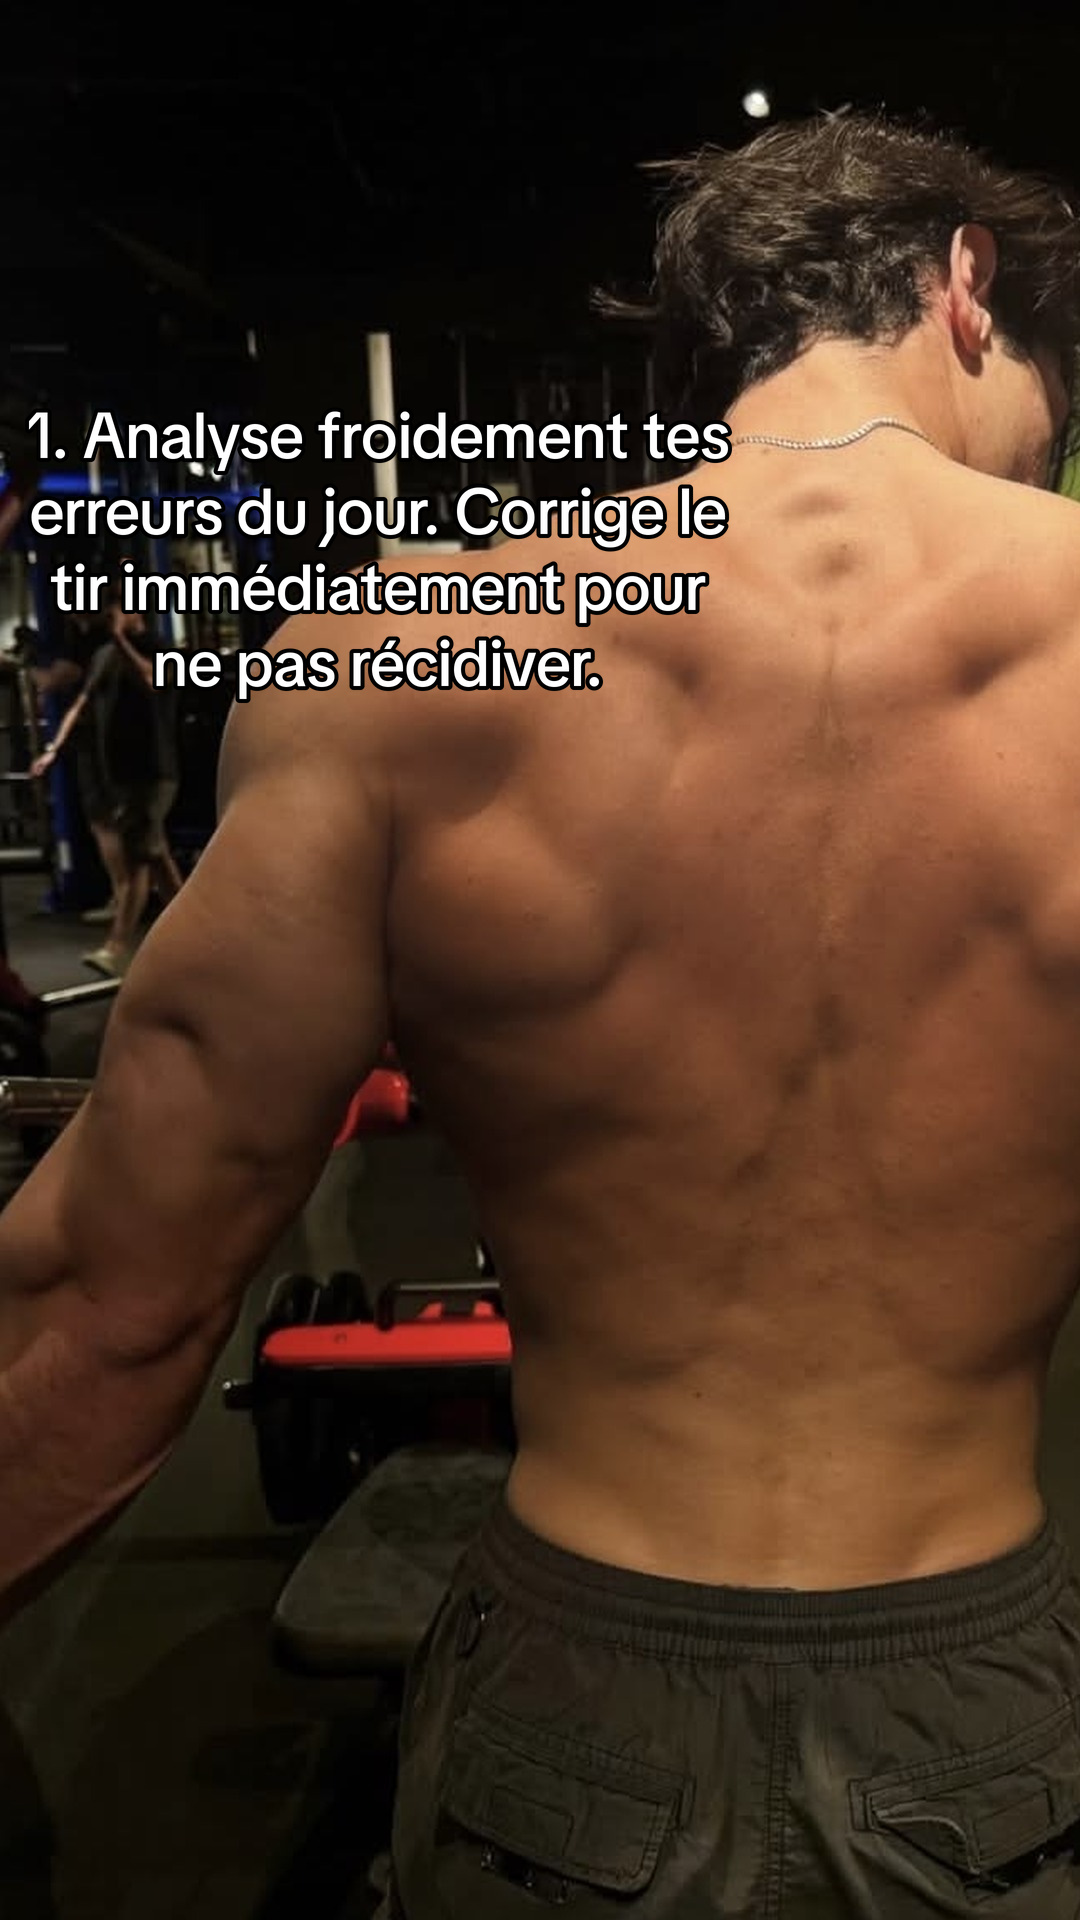 1. Analyse froidement tes
erreurs du jour. Corrige le
tir immédiatement pour
ne pas récidiver.